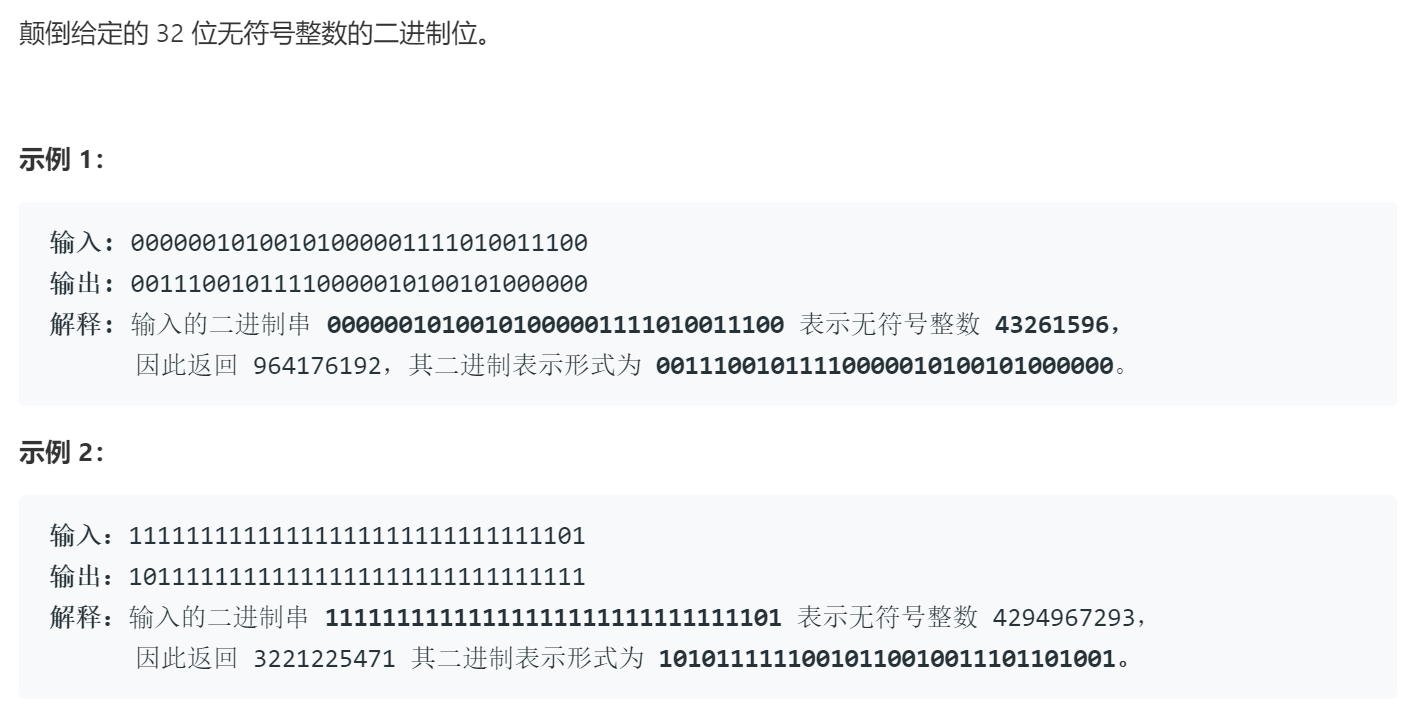 颠倒给定的 32 位无符号整数的二进制位。
示例 1：
输入：00000010100101000001111010011100
输出：00111001011110000010100101000000
解释：输入的二进制串 00000010100101000001111010011100 表示无符号整数 43261596，
因此返回 964176192，其二进制表示形式为 00111001011110000010100101000000。
示例 2：
输入：11111111111111111111111111111101
输出：10111111111111111111111111111111
解释：输入的二进制串 11111111111111111111111111111101 表示无符号整数 4294967293，
因此返回 3221225471 其二进制表示形式为 10101111110010110010011101101001。